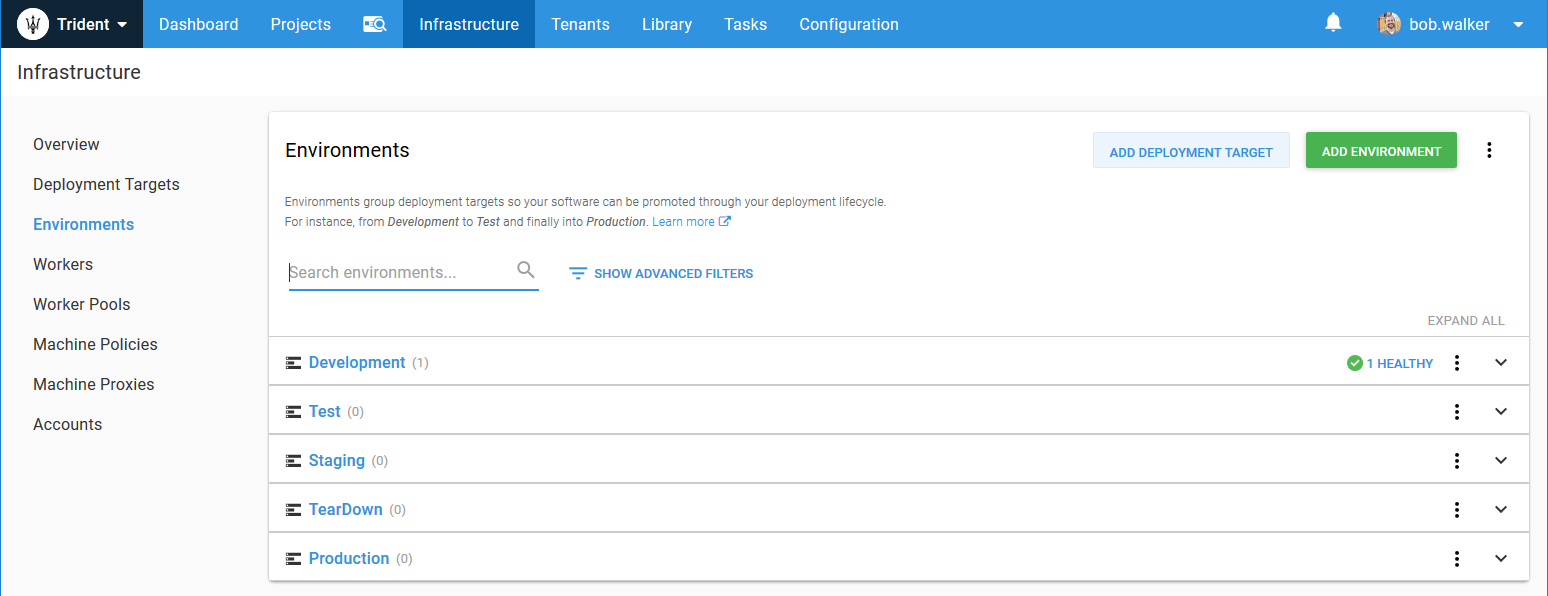 Trident Dashboard Projects Infrastructure Tenants Library Tasks Configuration bob.walker
Infrastructure
Overview
Deployment Targets
Environments
Workers
Worker Pools
Machine Policies
Machine Proxies
Accounts
Environments ADD DEPLOYMENT TARGET ADD ENVIRONMENT
Environments group deployment targets so your software can be promoted through your deployment lifecycle.
For instance, from Development to Test and finally into Production. Learn more
Search environments... SHOW ADVANCED FILTERS
EXPAND ALL
Development (1) 1 HEALTHY
Test (0)
Staging (0)
TearDown (0)
Production (0)